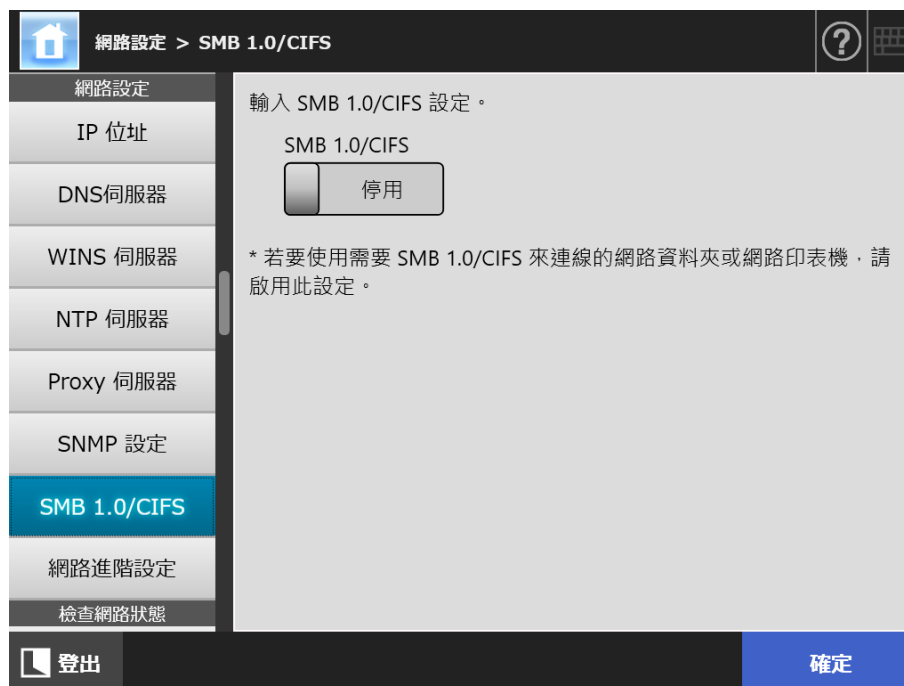 網路設定 > SMB 1.0/CIFS
?
網路設定
IP 位址
DNS伺服器
WINS 伺服器
NTP 伺服器
Proxy 伺服器
SNMP 設定
SMB 1.0/CIFS
網路進階設定
檢查網路狀態
輸入 SMB 1.0/CIFS 設定。
SMB 1.0/CIFS
停用
* 若要使用需要 SMB 1.0/CIFS 來連線的網路資料夾或網路印表機，請
啟用此設定。
登出
確定